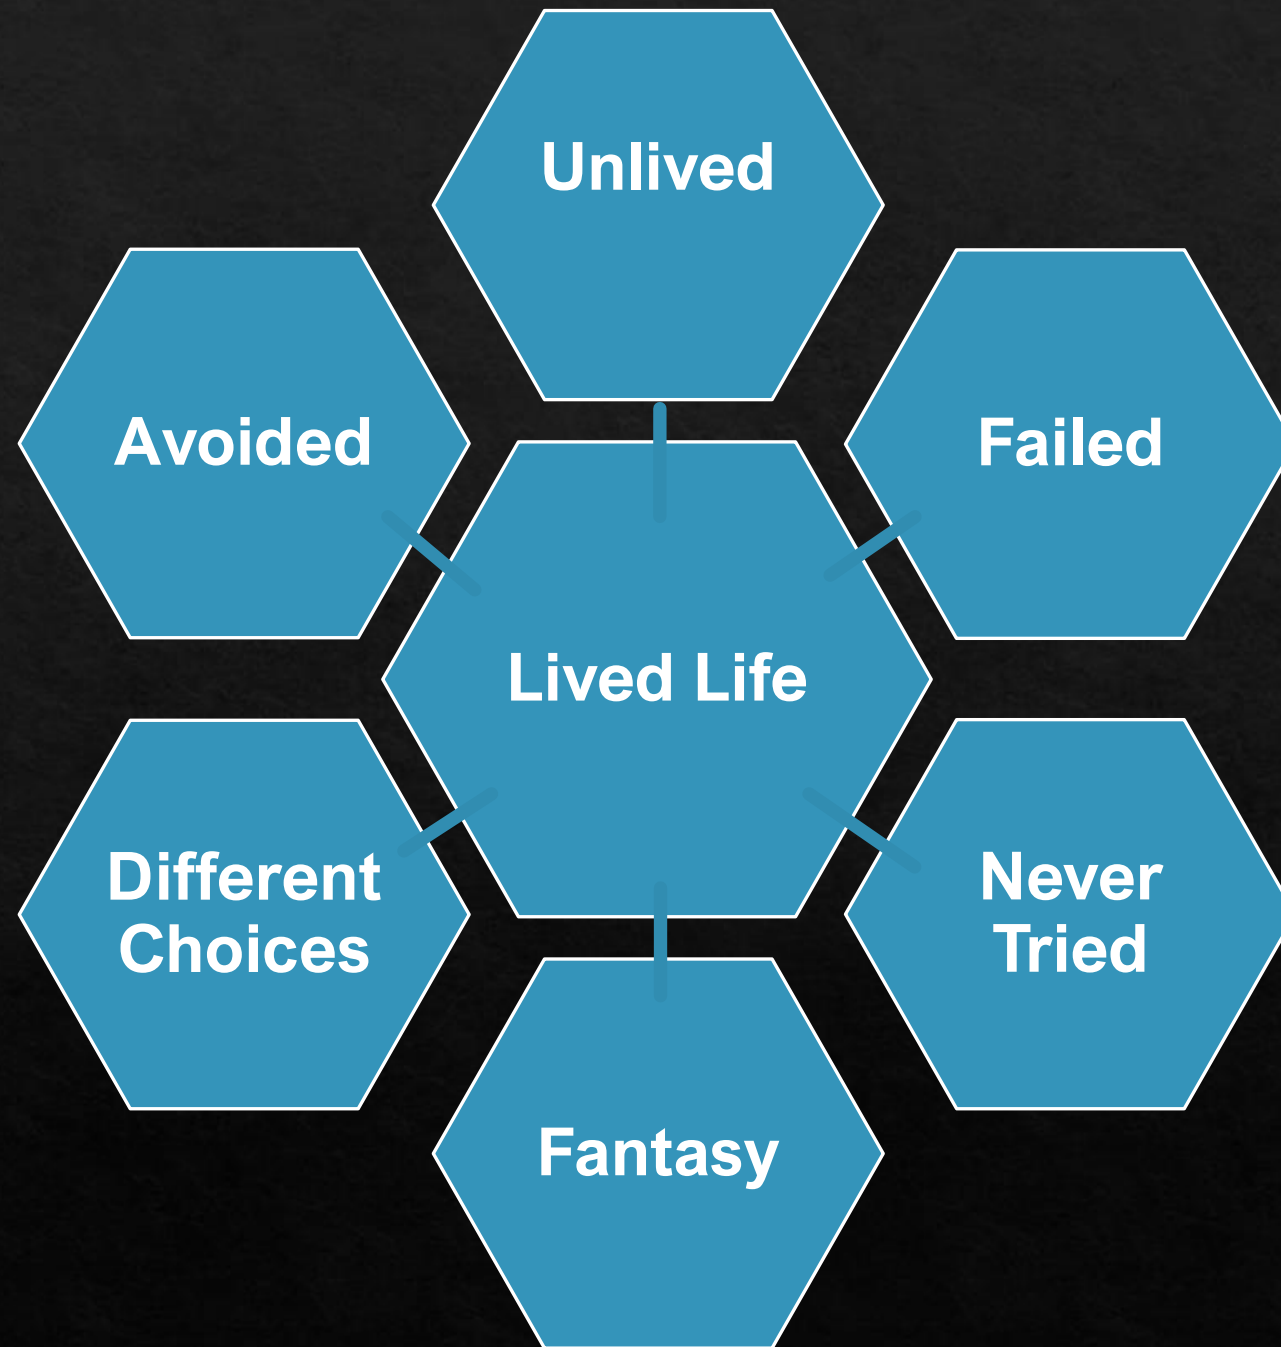 Unlived
Avoided
Failed
Lived Life
Different
Choices
Never
Tried
Fantasy